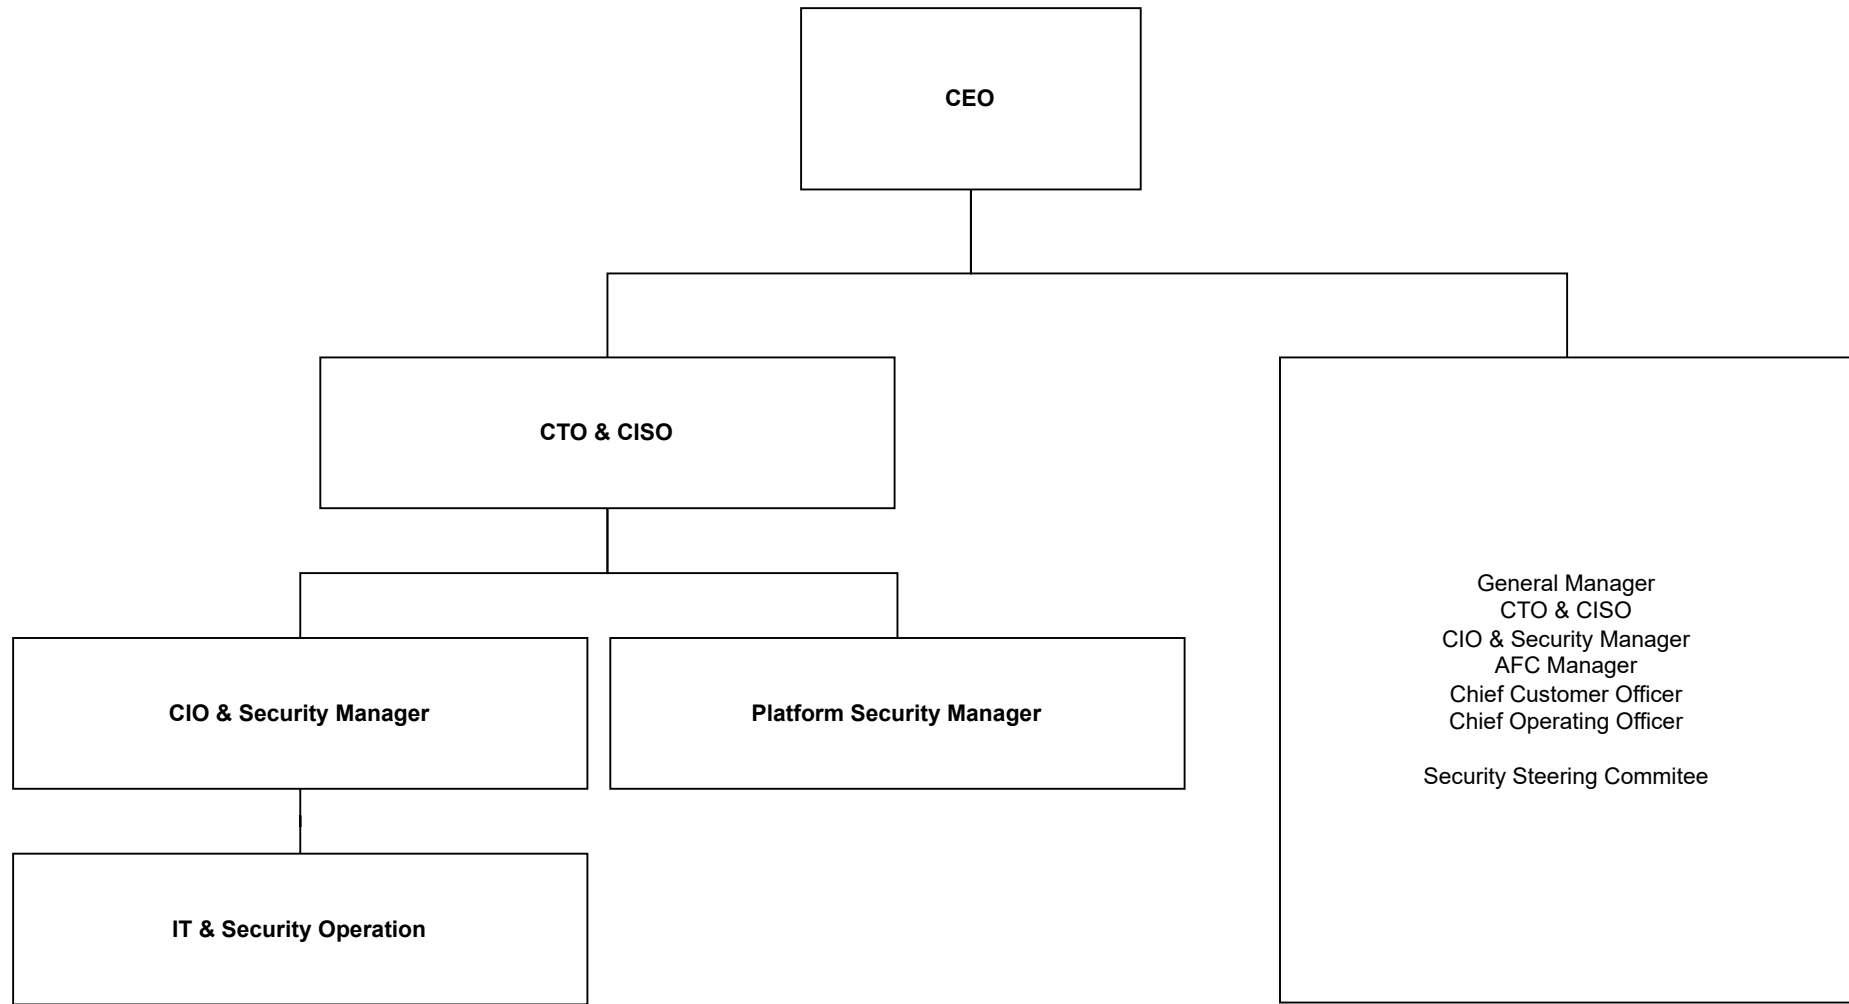 CEO
CTO & CISO
CIO & Security Manager
Platform Security Manager
IT & Security Operation
General Manager
CTO & CISO
CIO & Security Manager
AFC Manager
Chief Customer Officer
Chief Operating Officer
Security Steering Commitee